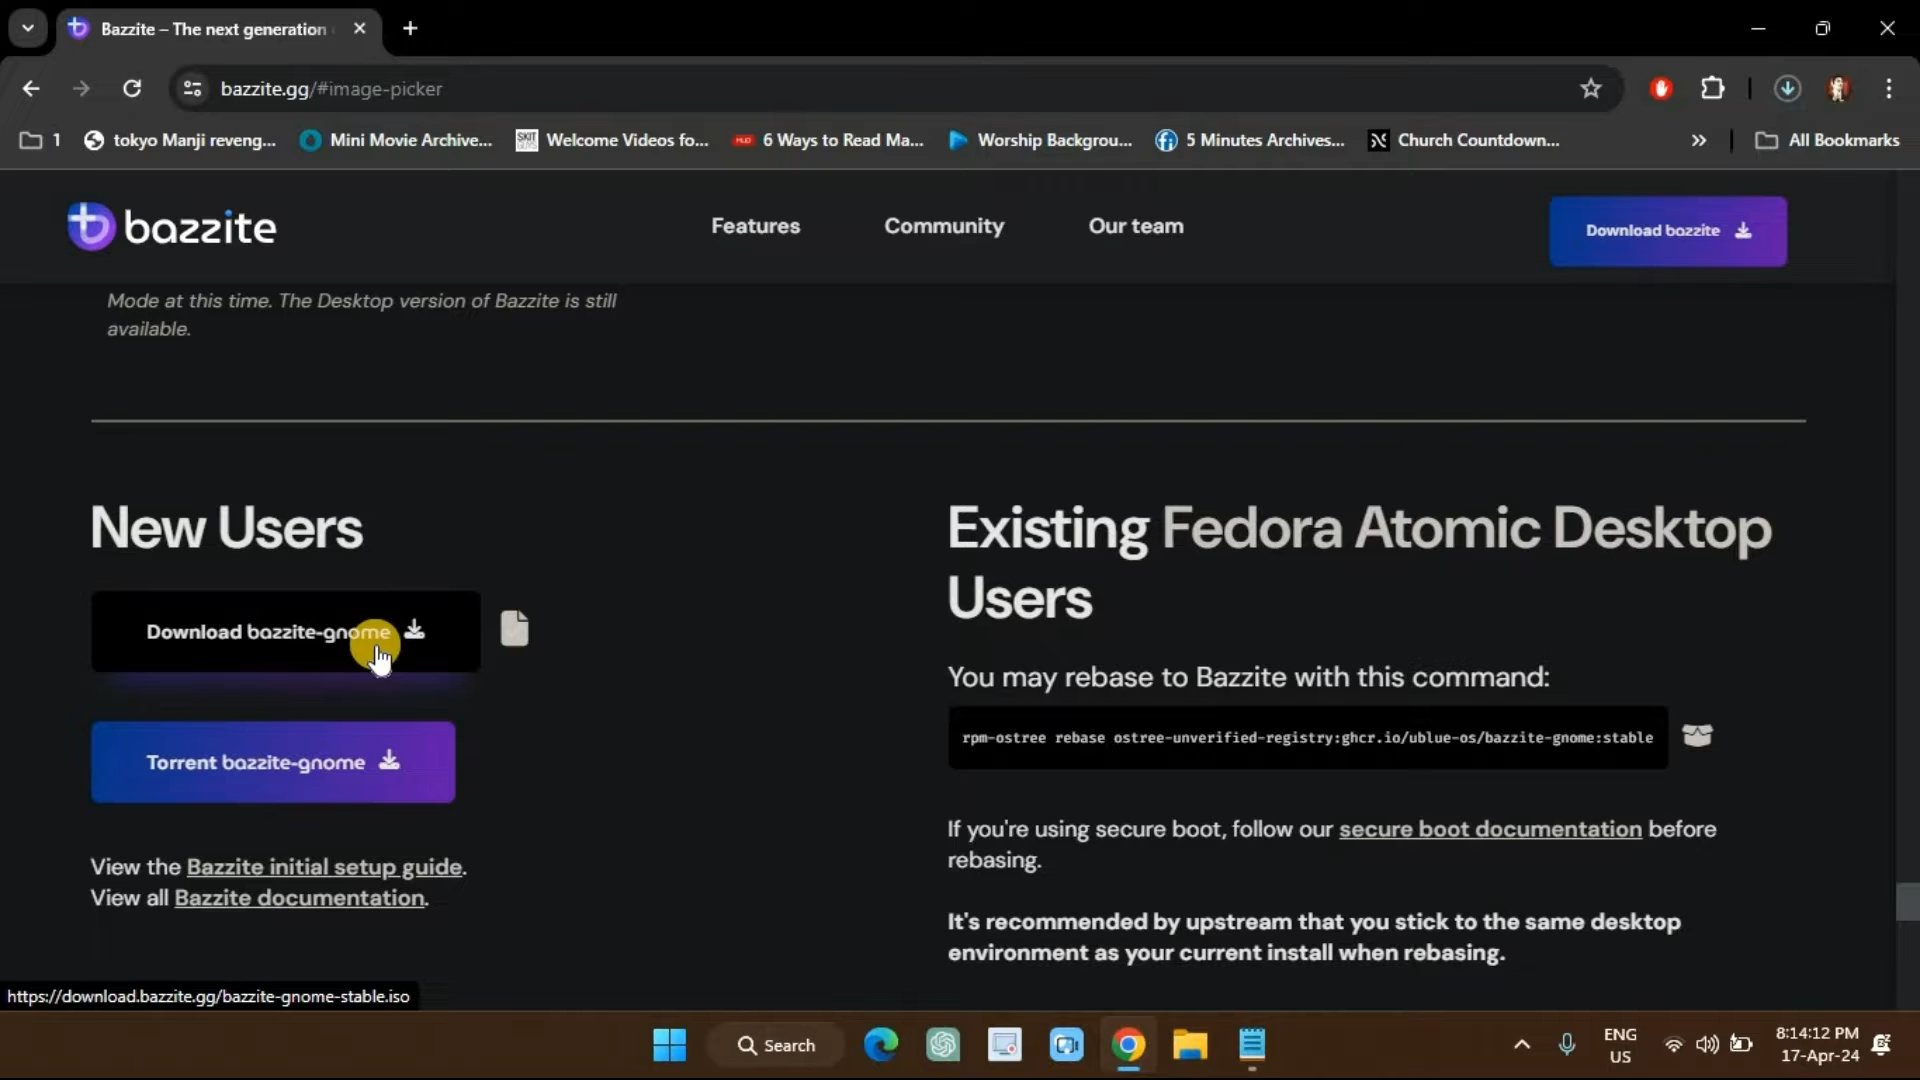 Bazzite – The next generation
bazzite.gg/#image-picker
1
tokyo Manji reveng...
Mini Movie Archive...
SKIT GUYS
Welcome Videos fo...
HUD
6 Ways to Read Ma...
Worship Backgrou...
5 Minutes Archives...
Church Countdown...
All Bookmarks
bazzite
Features
Community
Our team
Download bazzite
Mode at this time. The Desktop version of Bazzite is still
available.
New Users
Download bazzite-gnome
Torrent bazzite-gnome
View the Bazzite initial setup guide.
View all Bazzite documentation.
Existing Fedora Atomic Desktop
Users
You may rebase to Bazzite with this command:
rpm-ostree rebase ostree-unverified-registry:ghcr.io/ublue-os/bazzite-gnome:stable
If you're using secure boot, follow our secure boot documentation before
rebasing.
It's recommended by upstream that you stick to the same desktop
environment as your current install when rebasing.
https://download.bazzite.gg/bazzite-gnome-stable.iso
Search
ENG
US
8:14:12 PM
17-Apr-24